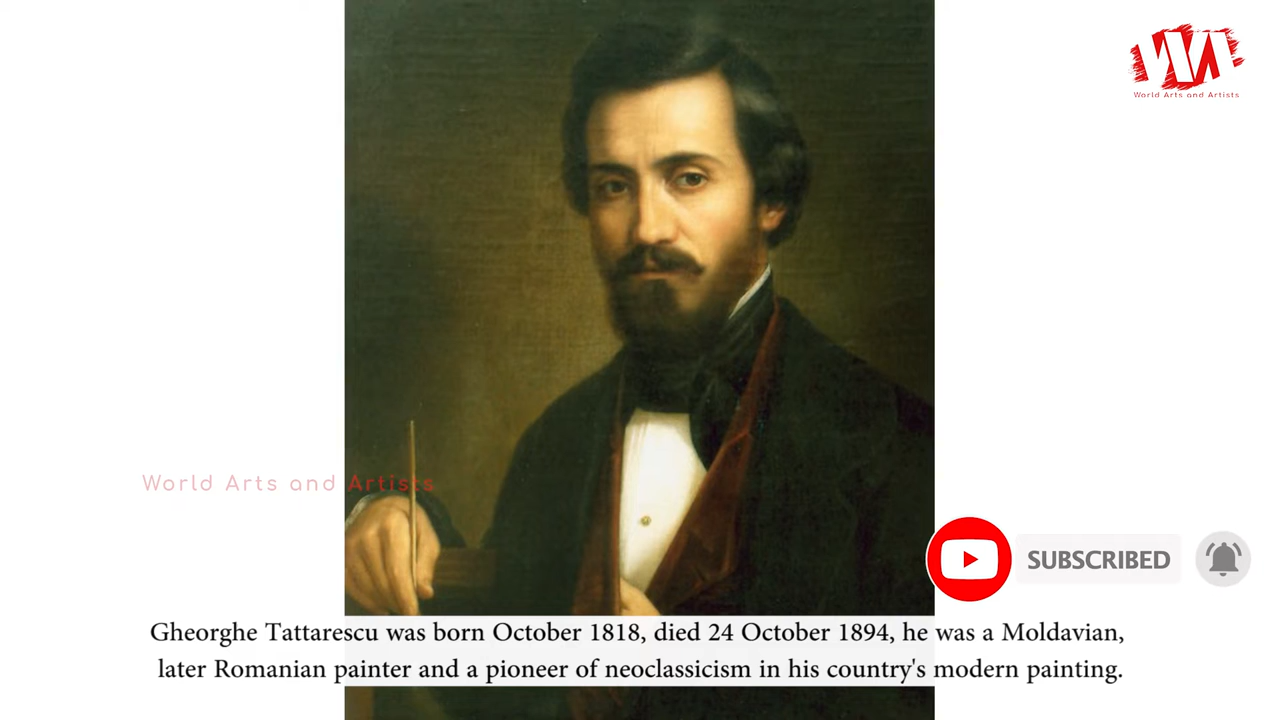 World Arts and Artists
World Arts and Artists
SUBSCRIBED
Gheorghe Tattarescu was born October 1818, died 24 October 1894, he was a Moldavian,
later Romanian painter and a pioneer of neoclassicism in his country's modern painting.